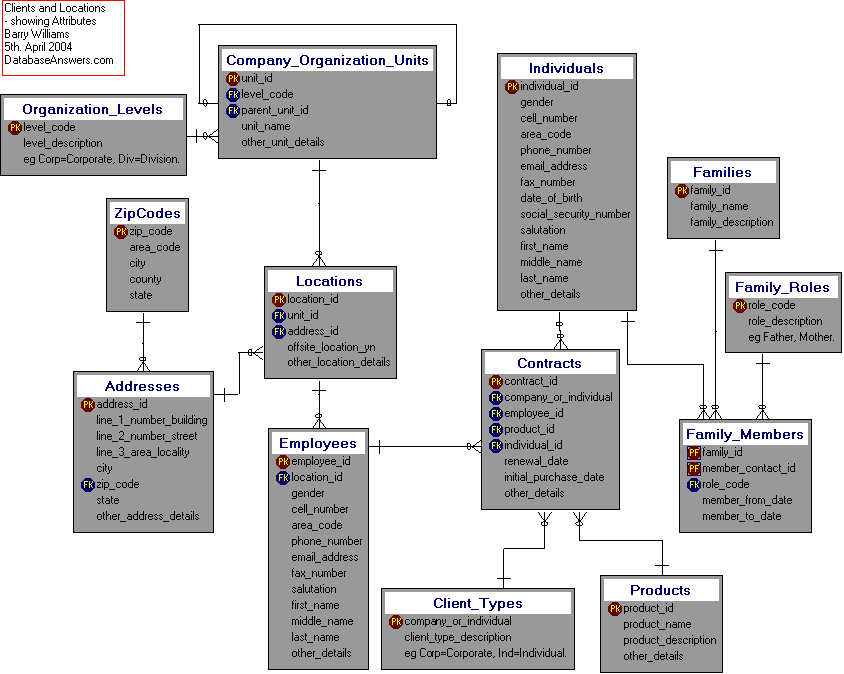 Clients and Locations
- showing Attributes
Barry Williams
5th. April 2004
DatabaseAnswers.com
Company_Organization_Units
PK unit_id
FK level_code
FK parent_unit_id
unit_name
other_unit_details
Organization_Levels
PK level_code
level_description
eg Corp=Corporate, Div=Division.
Individuals
PK individual_id
gender
cell_number
area_code
phone_number
email_address
fax_number
date_of_birth
social_security_number
salutation
first_name
middle_name
last_name
other_details
Families
PK family_id
family_name
family_description
ZipCodes
PK zip_code
area_code
city
county
state
Locations
PK location_id
FK unit_id
FK address_id
offsite_location_yn
other_location_details
Family_Roles
PK role_code
role_description
eg Father, Mother.
Addresses
PK address_id
line_1_number_building
line_2_number_street
line_3_area_locality
city
FK zip_code
state
other_address_details
Contracts
PK contract_id
FK company_or_individual
FK employee_id
FK product_id
FK individual_id
renewal_date
initial_purchase_date
other_details
Family_Members
PF family_id
PF member_contact_id
FK role_code
member_from_date
member_to_date
Employees
PK employee_id
FK location_id
gender
cell_number
area_code
phone_number
email_address
fax_number
salutation
first_name
middle_name
last_name
other_details
Client_Types
PK company_or_individual
client_type_description
eg Corp=Corporate, Ind=Individual.
Products
PK product_id
product_name
product_description
other_details